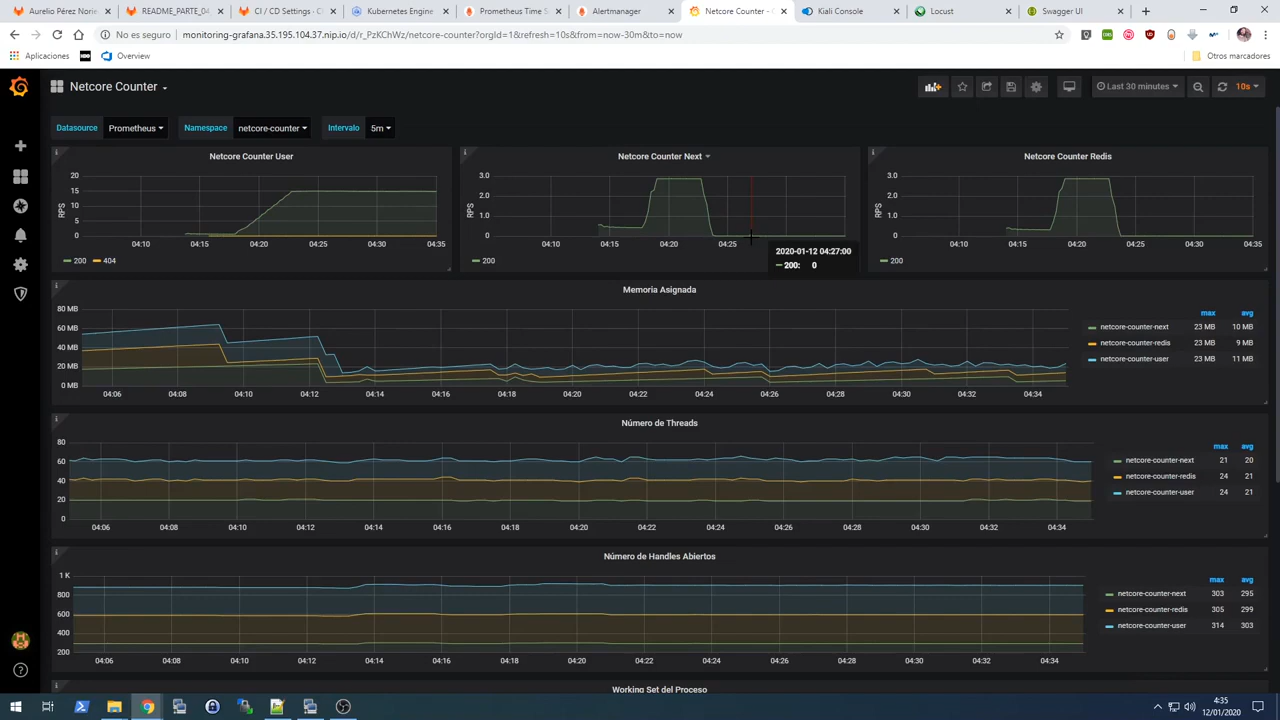 Aurelio Pérez Noriei
README_PARTE_04
CI / CD Settings · C
Kubernetes Engine
Prometheus Time S
Alertmanager
Netcore Counter - G
Kiali Console
Locust
Swagger UI
No es seguro | monitoring-grafana.35.195.104.37.nip.io/d/r_PzKChWz/netcore-counter?orgId=1&refresh=10s&from=now-30m&to=now
Aplicaciones
Overview
Otros marcadores
Netcore Counter
Last 30 minutes
10s
Datasource Prometheus
Namespace netcore-counter
Intervalo 5m
Netcore Counter User
20
15
10
5
0
RPS
04:10 04:15 04:20 04:25 04:30 04:35
200 404
Netcore Counter Next
3.0
2.0
1.0
0
RPS
04:10 04:15 04:20 04:25
200
2020-01-12 04:27:00
200: 0
Netcore Counter Redis
3.0
2.0
1.0
0
RPS
04:10 04:15 04:20 04:25 04:30 04:35
200
Memoria Asignada
80 MB
60 MB
40 MB
20 MB
0 MB
04:06 04:08 04:10 04:12 04:14 04:16 04:18 04:20 04:22 04:24 04:26 04:28 04:30 04:32 04:34
max avg
netcore-counter-next 23 MB 10 MB
netcore-counter-redis 23 MB 9 MB
netcore-counter-user 23 MB 11 MB
Número de Threads
80
60
40
20
0
04:06 04:08 04:10 04:12 04:14 04:16 04:18 04:20 04:22 04:24 04:26 04:28 04:30 04:32 04:34
max avg
netcore-counter-next 21 20
netcore-counter-redis 24 21
netcore-counter-user 24 21
Número de Handles Abiertos
1 K
800
600
400
200
04:06 04:08 04:10 04:12 04:14 04:16 04:18 04:20 04:22 04:24 04:26 04:28 04:30 04:32 04:34
max avg
netcore-counter-next 303 295
netcore-counter-redis 305 299
netcore-counter-user 314 303
Working Set del Proceso
4:35
12/01/2020